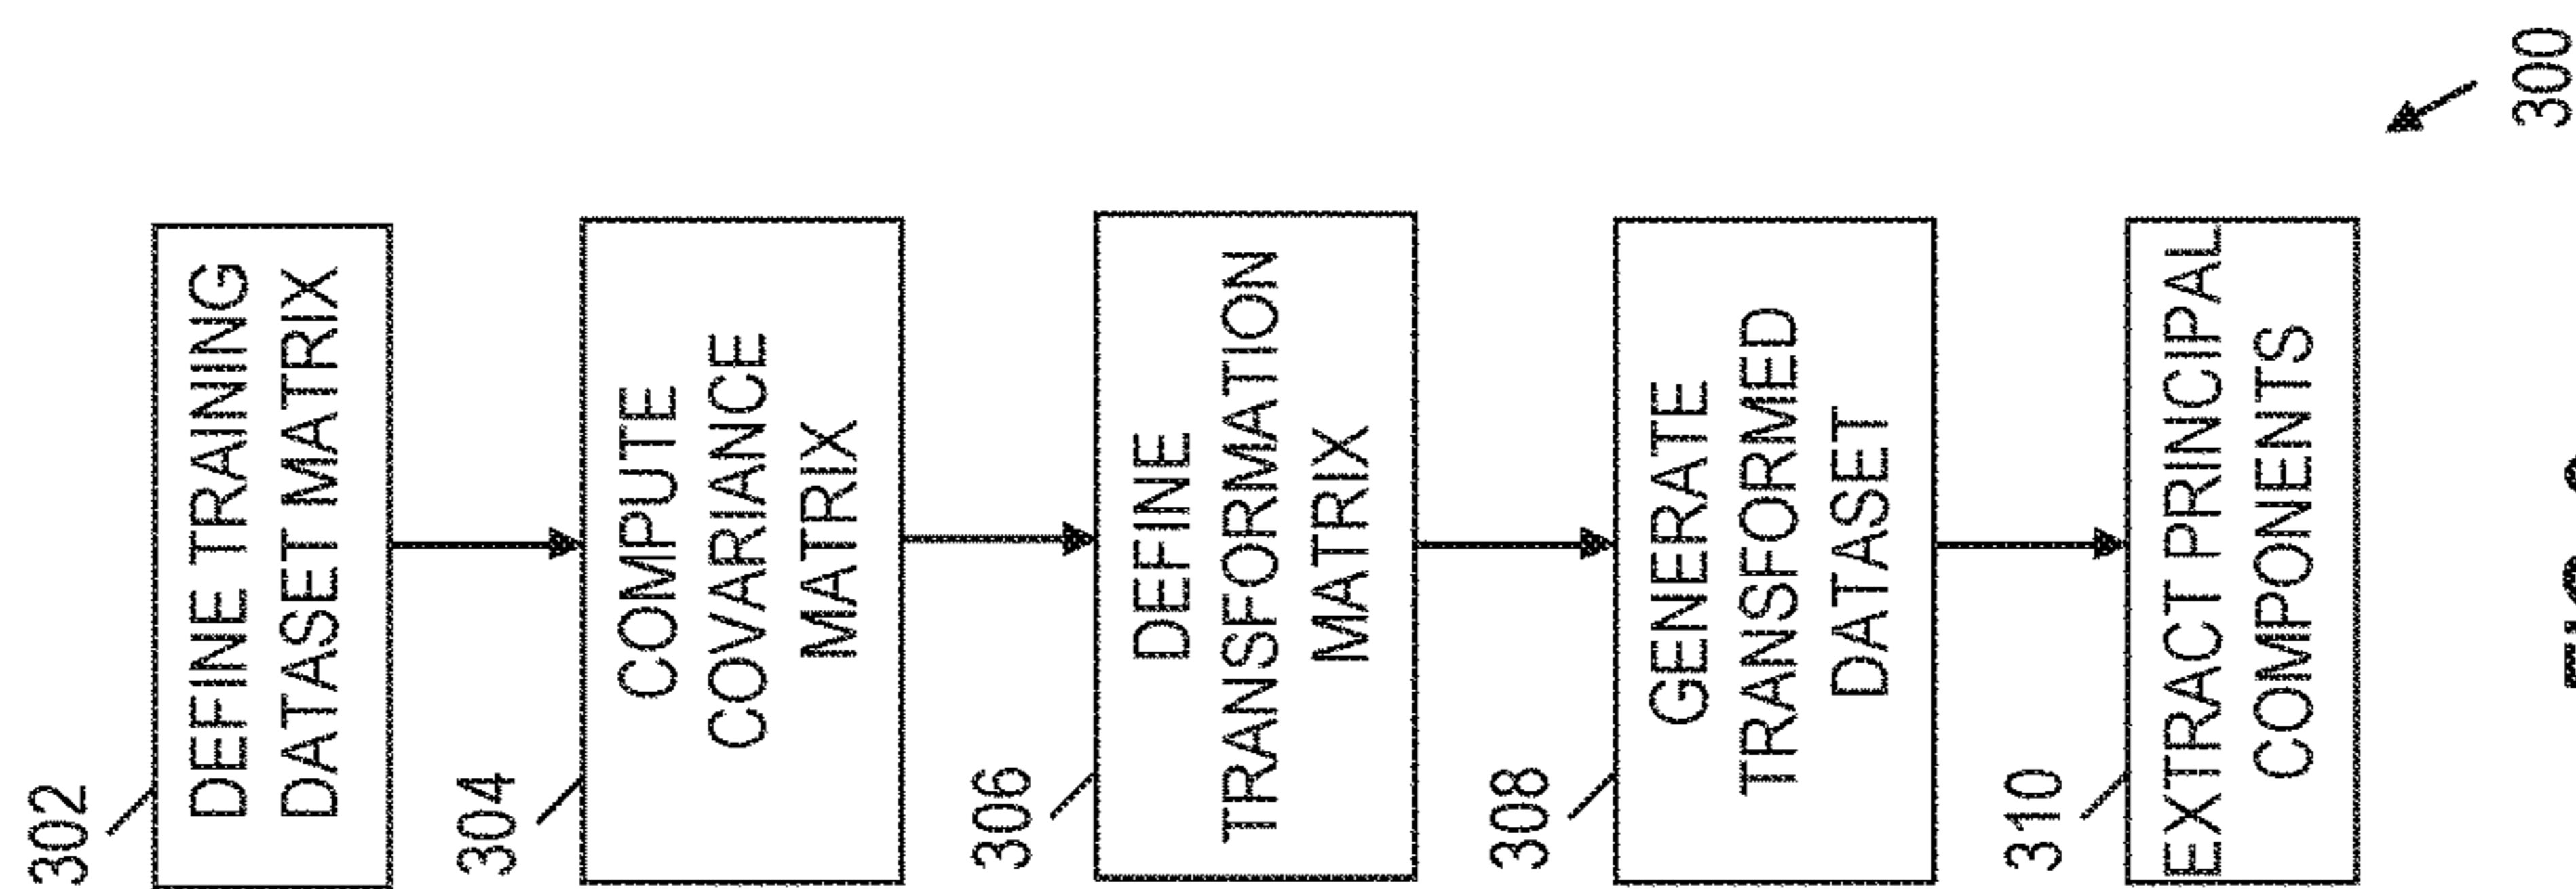 302
DEFINE TRAINING
DATASET MATRIX
304
COMPUTE
COVARIANCE
MATRIX
306
DEFINE
TRANSFORMATION
MATRIX
308
GENERATE
TRANSFORMED
DATASET
310
EXTRACT PRINCIPAL
COMPONENTS
300